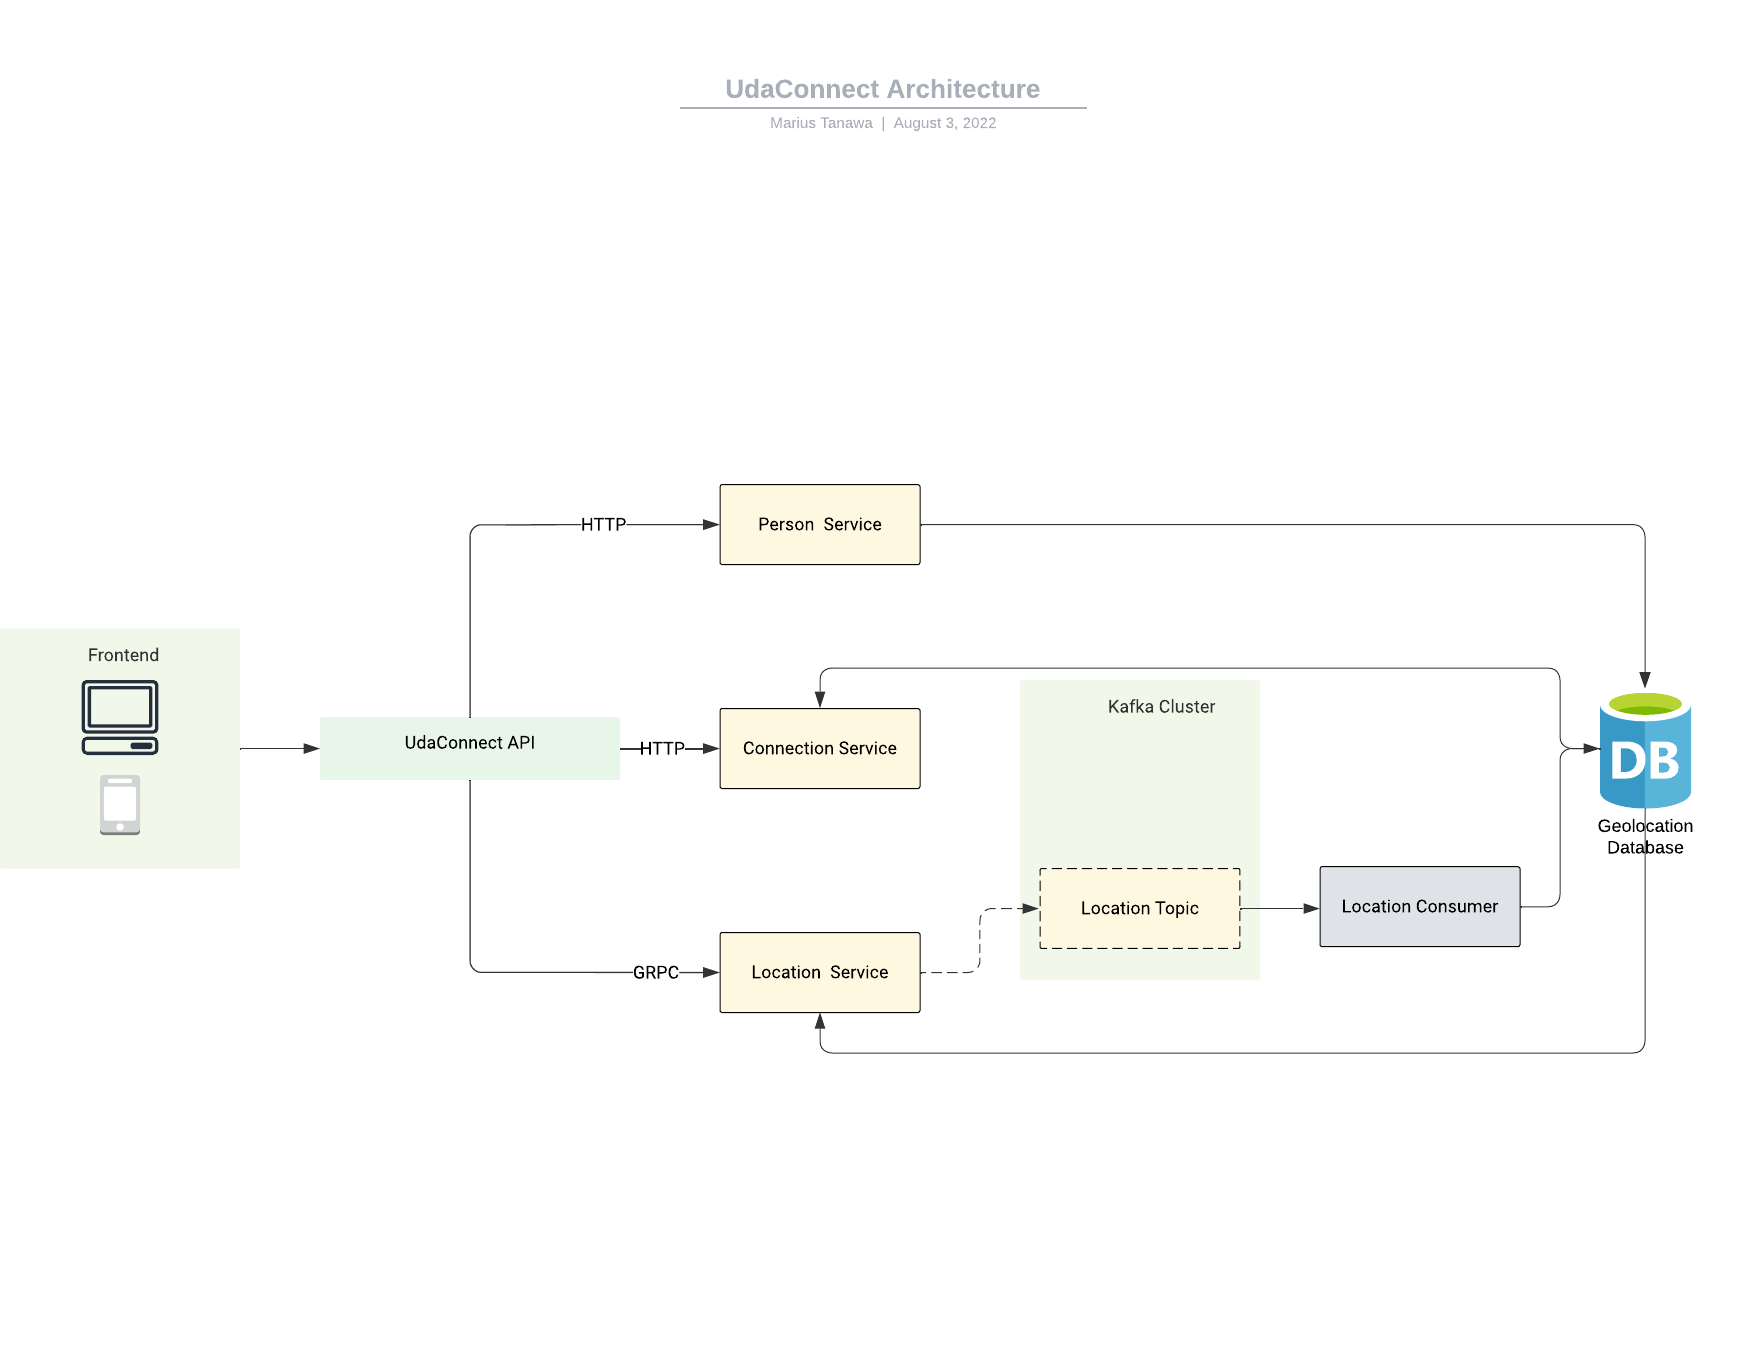 UdaConnect Architecture
Marius Tanawa | August 3, 2022
HTTP
Person Service
Frontend
UdaConnect API
HTTP
Connection Service
Kafka Cluster
DB
Geolocation
Database
Location Topic
Location Consumer
GRPC
Location Service